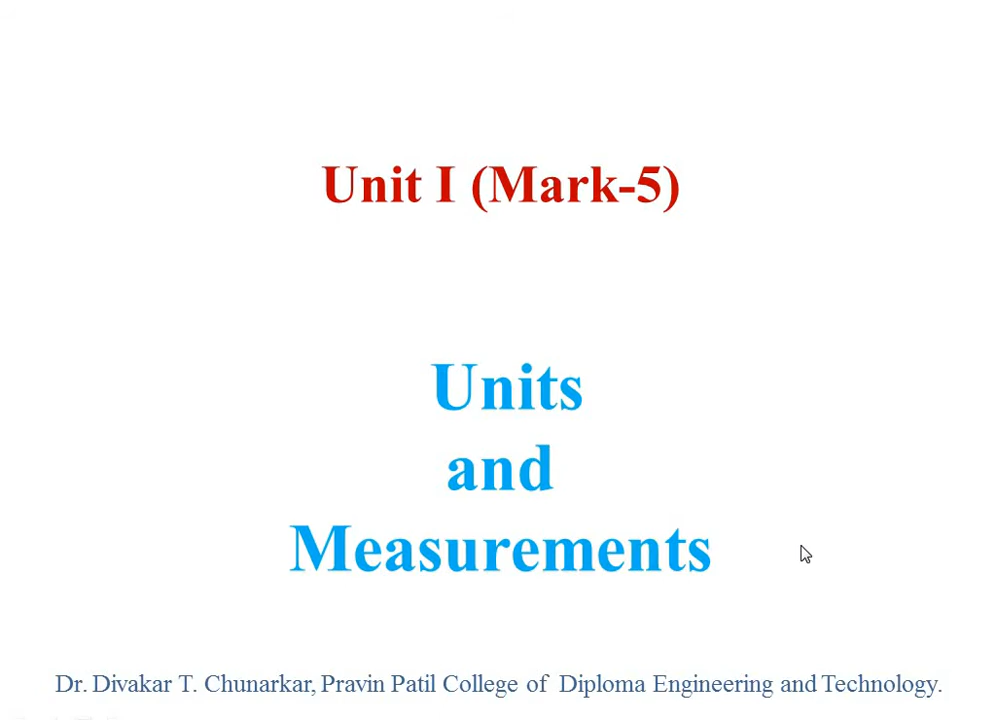 Unit I (Mark-5)
Units
and
Measurements
Dr. Divakar T. Chunarkar, Pravin Patil College of Diploma Engineering and Technology.